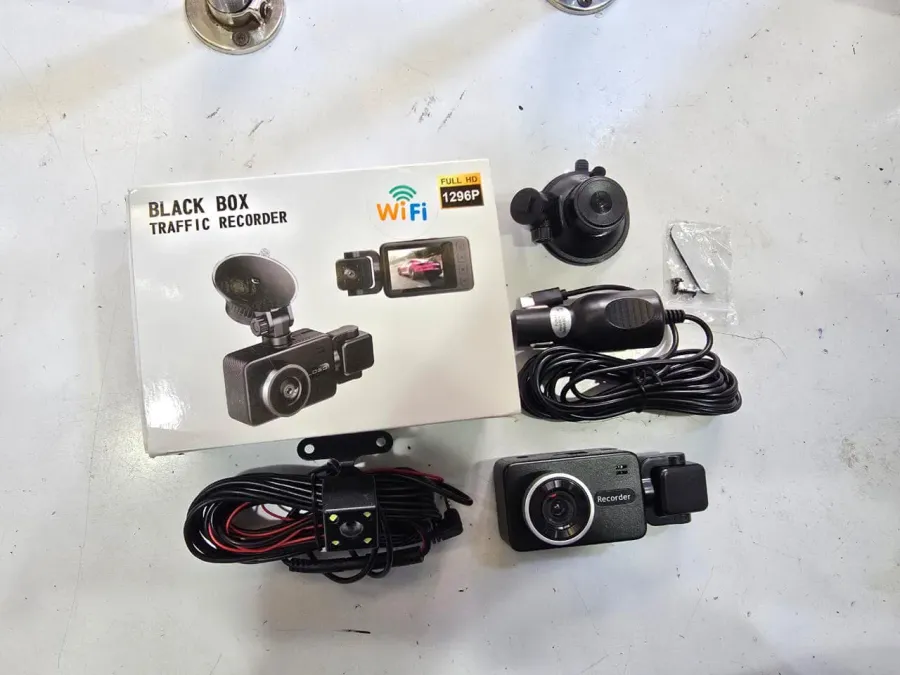 BLACK BOX
TRAFFIC RECORDER
WiFi
FULL HD
1296P
Recorder